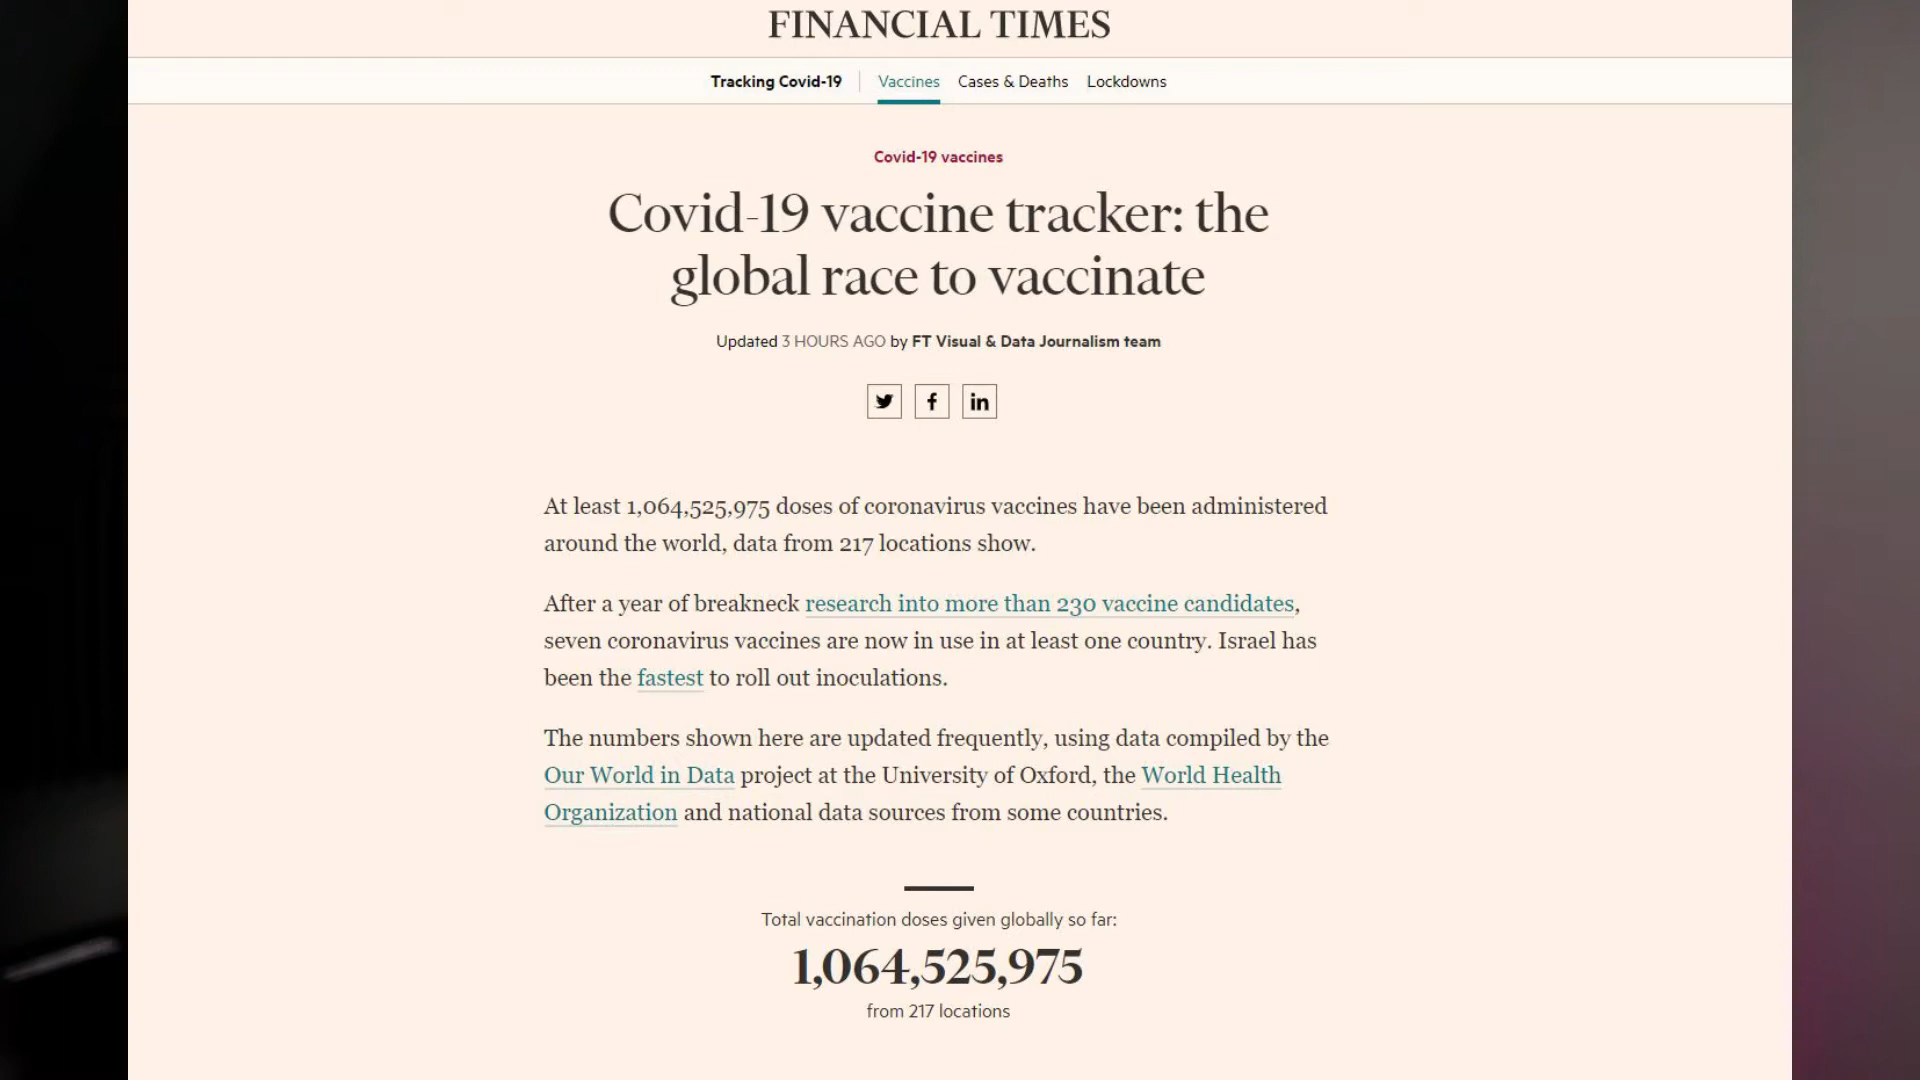 FINANCIAL TIMES
Tracking Covid-19 Vaccines Cases & Deaths Lockdowns
Covid-19 vaccines
Covid-19 vaccine tracker: the
global race to vaccinate
Updated 3 HOURS AGO by FT Visual & Data Journalism team
At least 1,064,525,975 doses of coronavirus vaccines have been administered
around the world, data from 217 locations show.
After a year of breakneck research into more than 230 vaccine candidates,
seven coronavirus vaccines are now in use in at least one country. Israel has
been the fastest to roll out inoculations.
The numbers shown here are updated frequently, using data compiled by the
Our World in Data project at the University of Oxford, the World Health
Organization and national data sources from some countries.
Total vaccination doses given globally so far:
1,064,525,975
from 217 locations